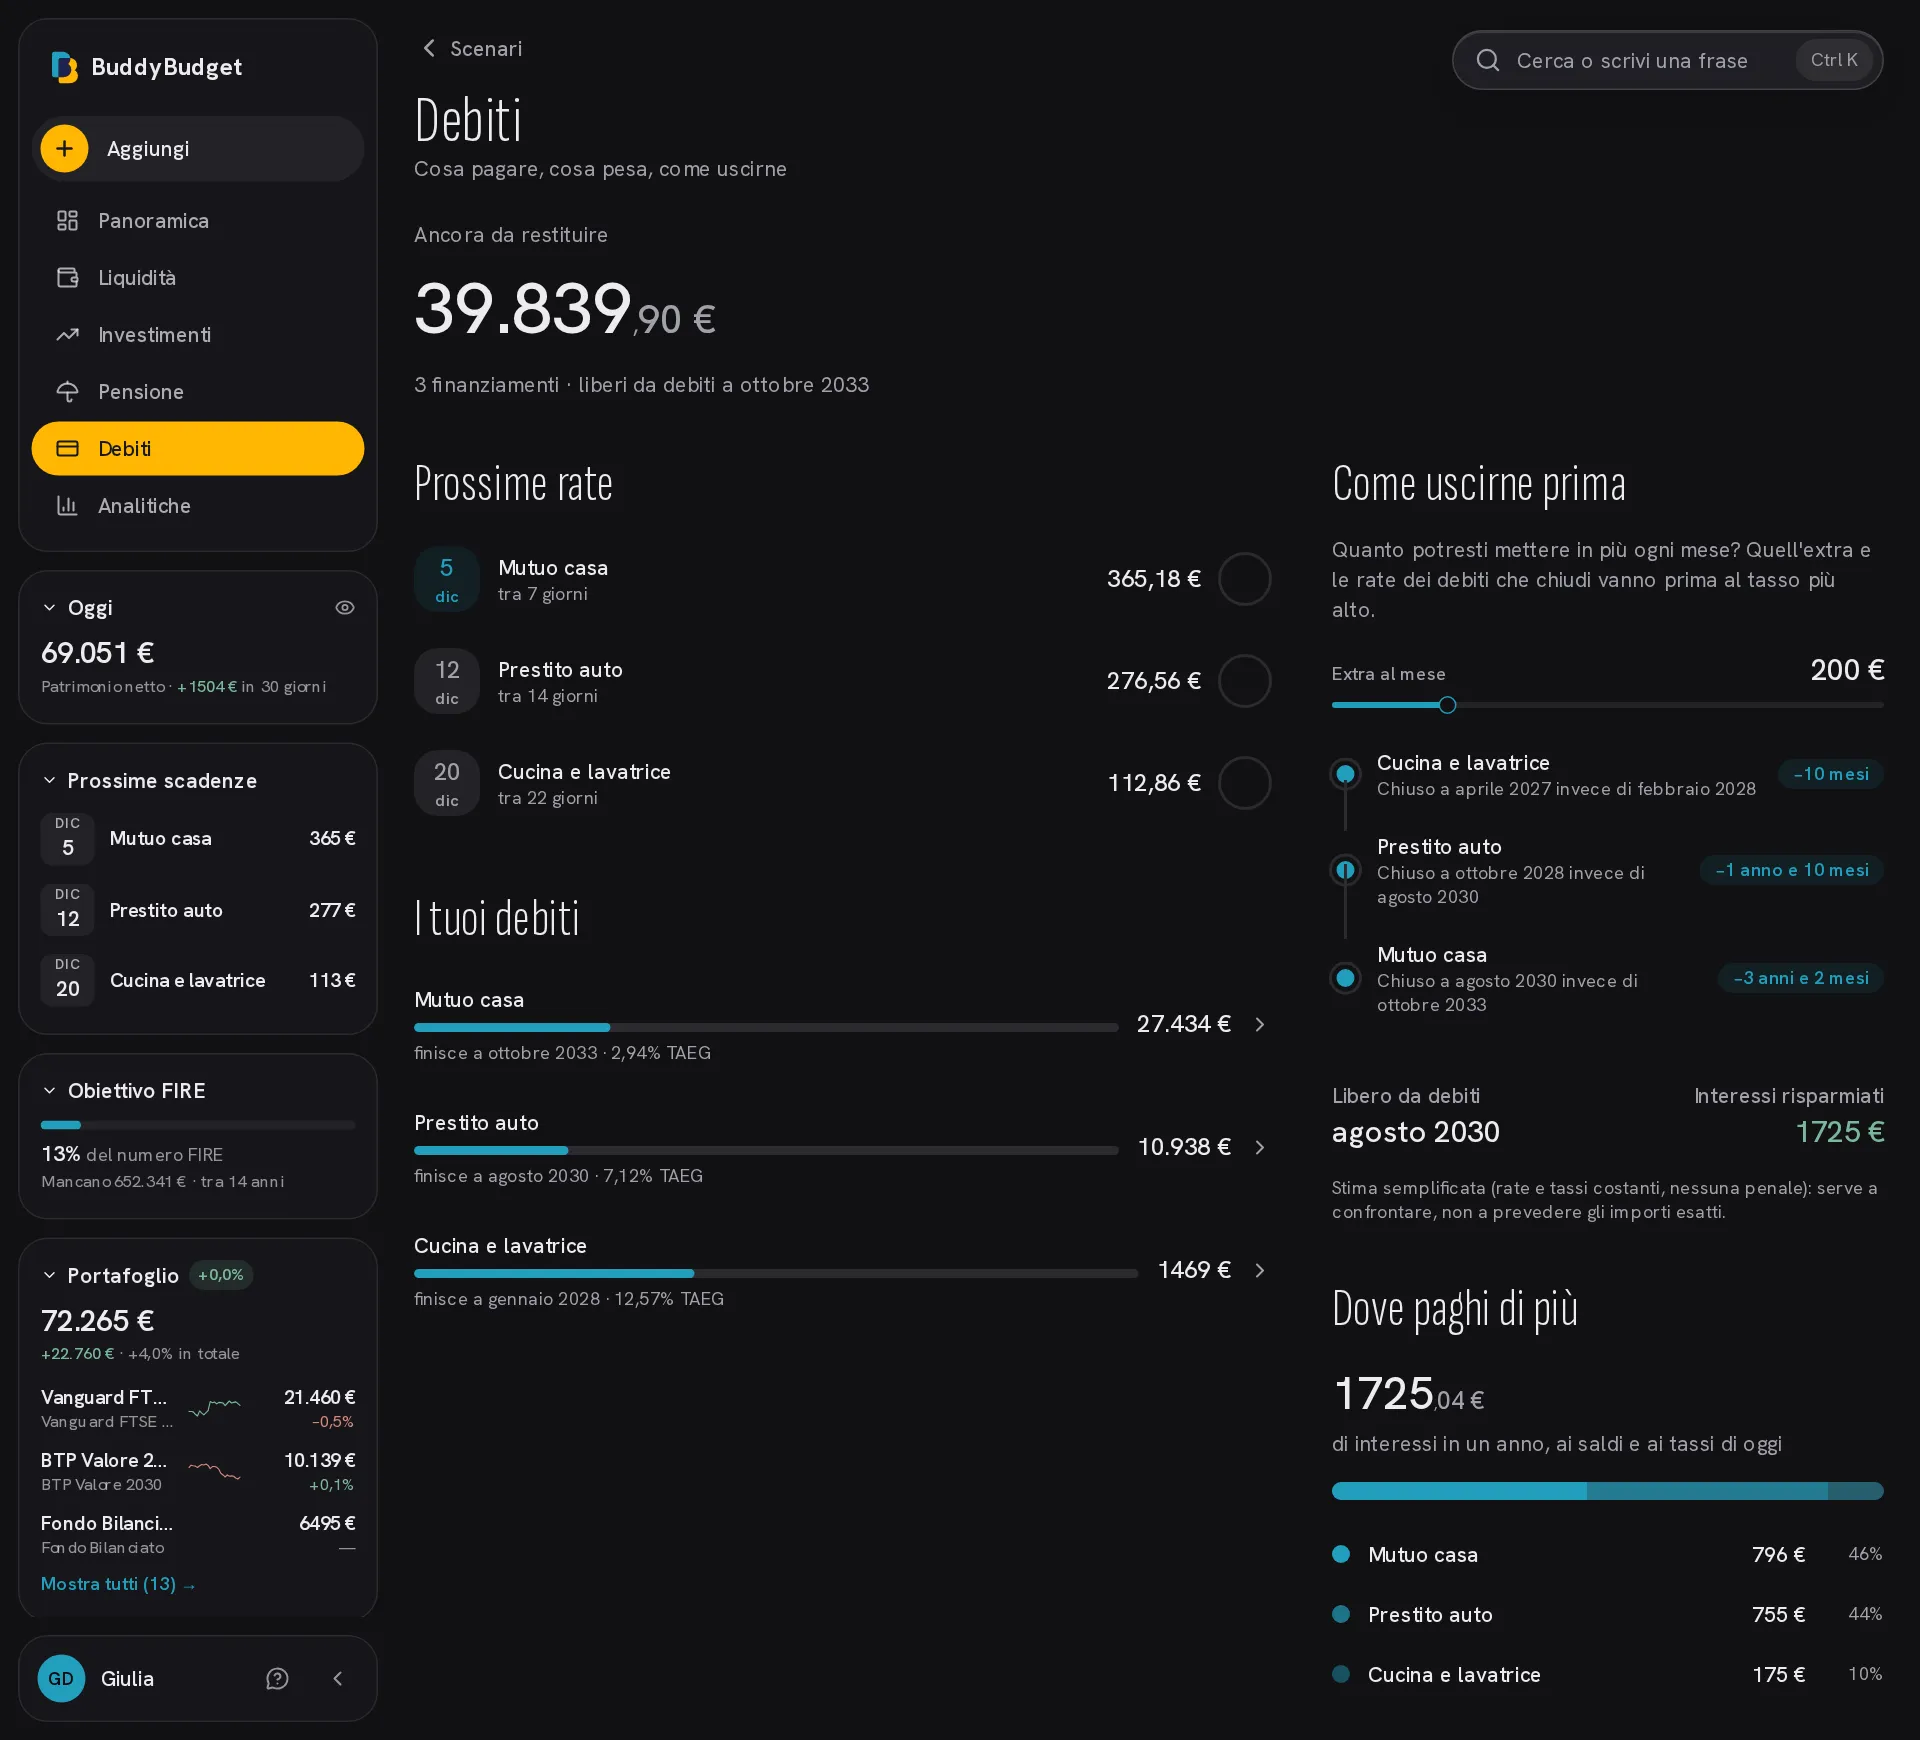 BuddyBudget
Aggiungi
Panoramica
Liquidità
Investimenti
Pensione
Debiti
Analitiche
Oggi
69.051 €
Patrimonio netto · +1504 € in 30 giorni
Prossime scadenze
DIC
5
Mutuo casa
365 €
DIC
12
Prestito auto
277 €
DIC
20
Cucina e lavatrice
113 €
Obiettivo FIRE
13% del numero FIRE
Mancano 652.341 € · tra 14 anni
Portafoglio
+0,0%
72.265 €
+22.760 € · +4,0% in totale
Vanguard FT...
21.460 €
Vanguard FTSE ...
−0,5%
BTP Valore 2...
10.139 €
BTP Valore 2030
+0,1%
Fondo Bilanci...
6495 €
Fondo Bilanciato
—
Mostra tutti (13) →
GD
Giulia
Scenari
Cerca o scrivi una frase
Ctrl K
Debiti
Cosa pagare, cosa pesa, come uscirne
Ancora da restituire
39.839,90 €
3 finanziamenti · liberi da debiti a ottobre 2033
Prossime rate
5
dic
Mutuo casa
tra 7 giorni
365,18 €
12
dic
Prestito auto
tra 14 giorni
276,56 €
20
dic
Cucina e lavatrice
tra 22 giorni
112,86 €
I tuoi debiti
Mutuo casa
27.434 €
finisce a ottobre 2033 · 2,94% TAEG
Prestito auto
10.938 €
finisce a agosto 2030 · 7,12% TAEG
Cucina e lavatrice
1469 €
finisce a gennaio 2028 · 12,57% TAEG
Come uscirne prima
Quanto potresti mettere in più ogni mese? Quell'extra e
le rate dei debiti che chiudi vanno prima al tasso più
alto.
Extra al mese
200 €
Cucina e lavatrice
Chiuso a aprile 2027 invece di febbraio 2028
−10 mesi
Prestito auto
Chiuso a ottobre 2028 invece di
agosto 2030
−1 anno e 10 mesi
Mutuo casa
Chiuso a agosto 2030 invece di
ottobre 2033
−3 anni e 2 mesi
Libero da debiti
agosto 2030
Interessi risparmiati
1725 €
Stima semplificata (rate e tassi costanti, nessuna penale): serve a
confrontare, non a prevedere gli importi esatti.
Dove paghi di più
1725,04 €
di interessi in un anno, ai saldi e ai tassi di oggi
Mutuo casa
796 €
46%
Prestito auto
755 €
44%
Cucina e lavatrice
175 €
10%